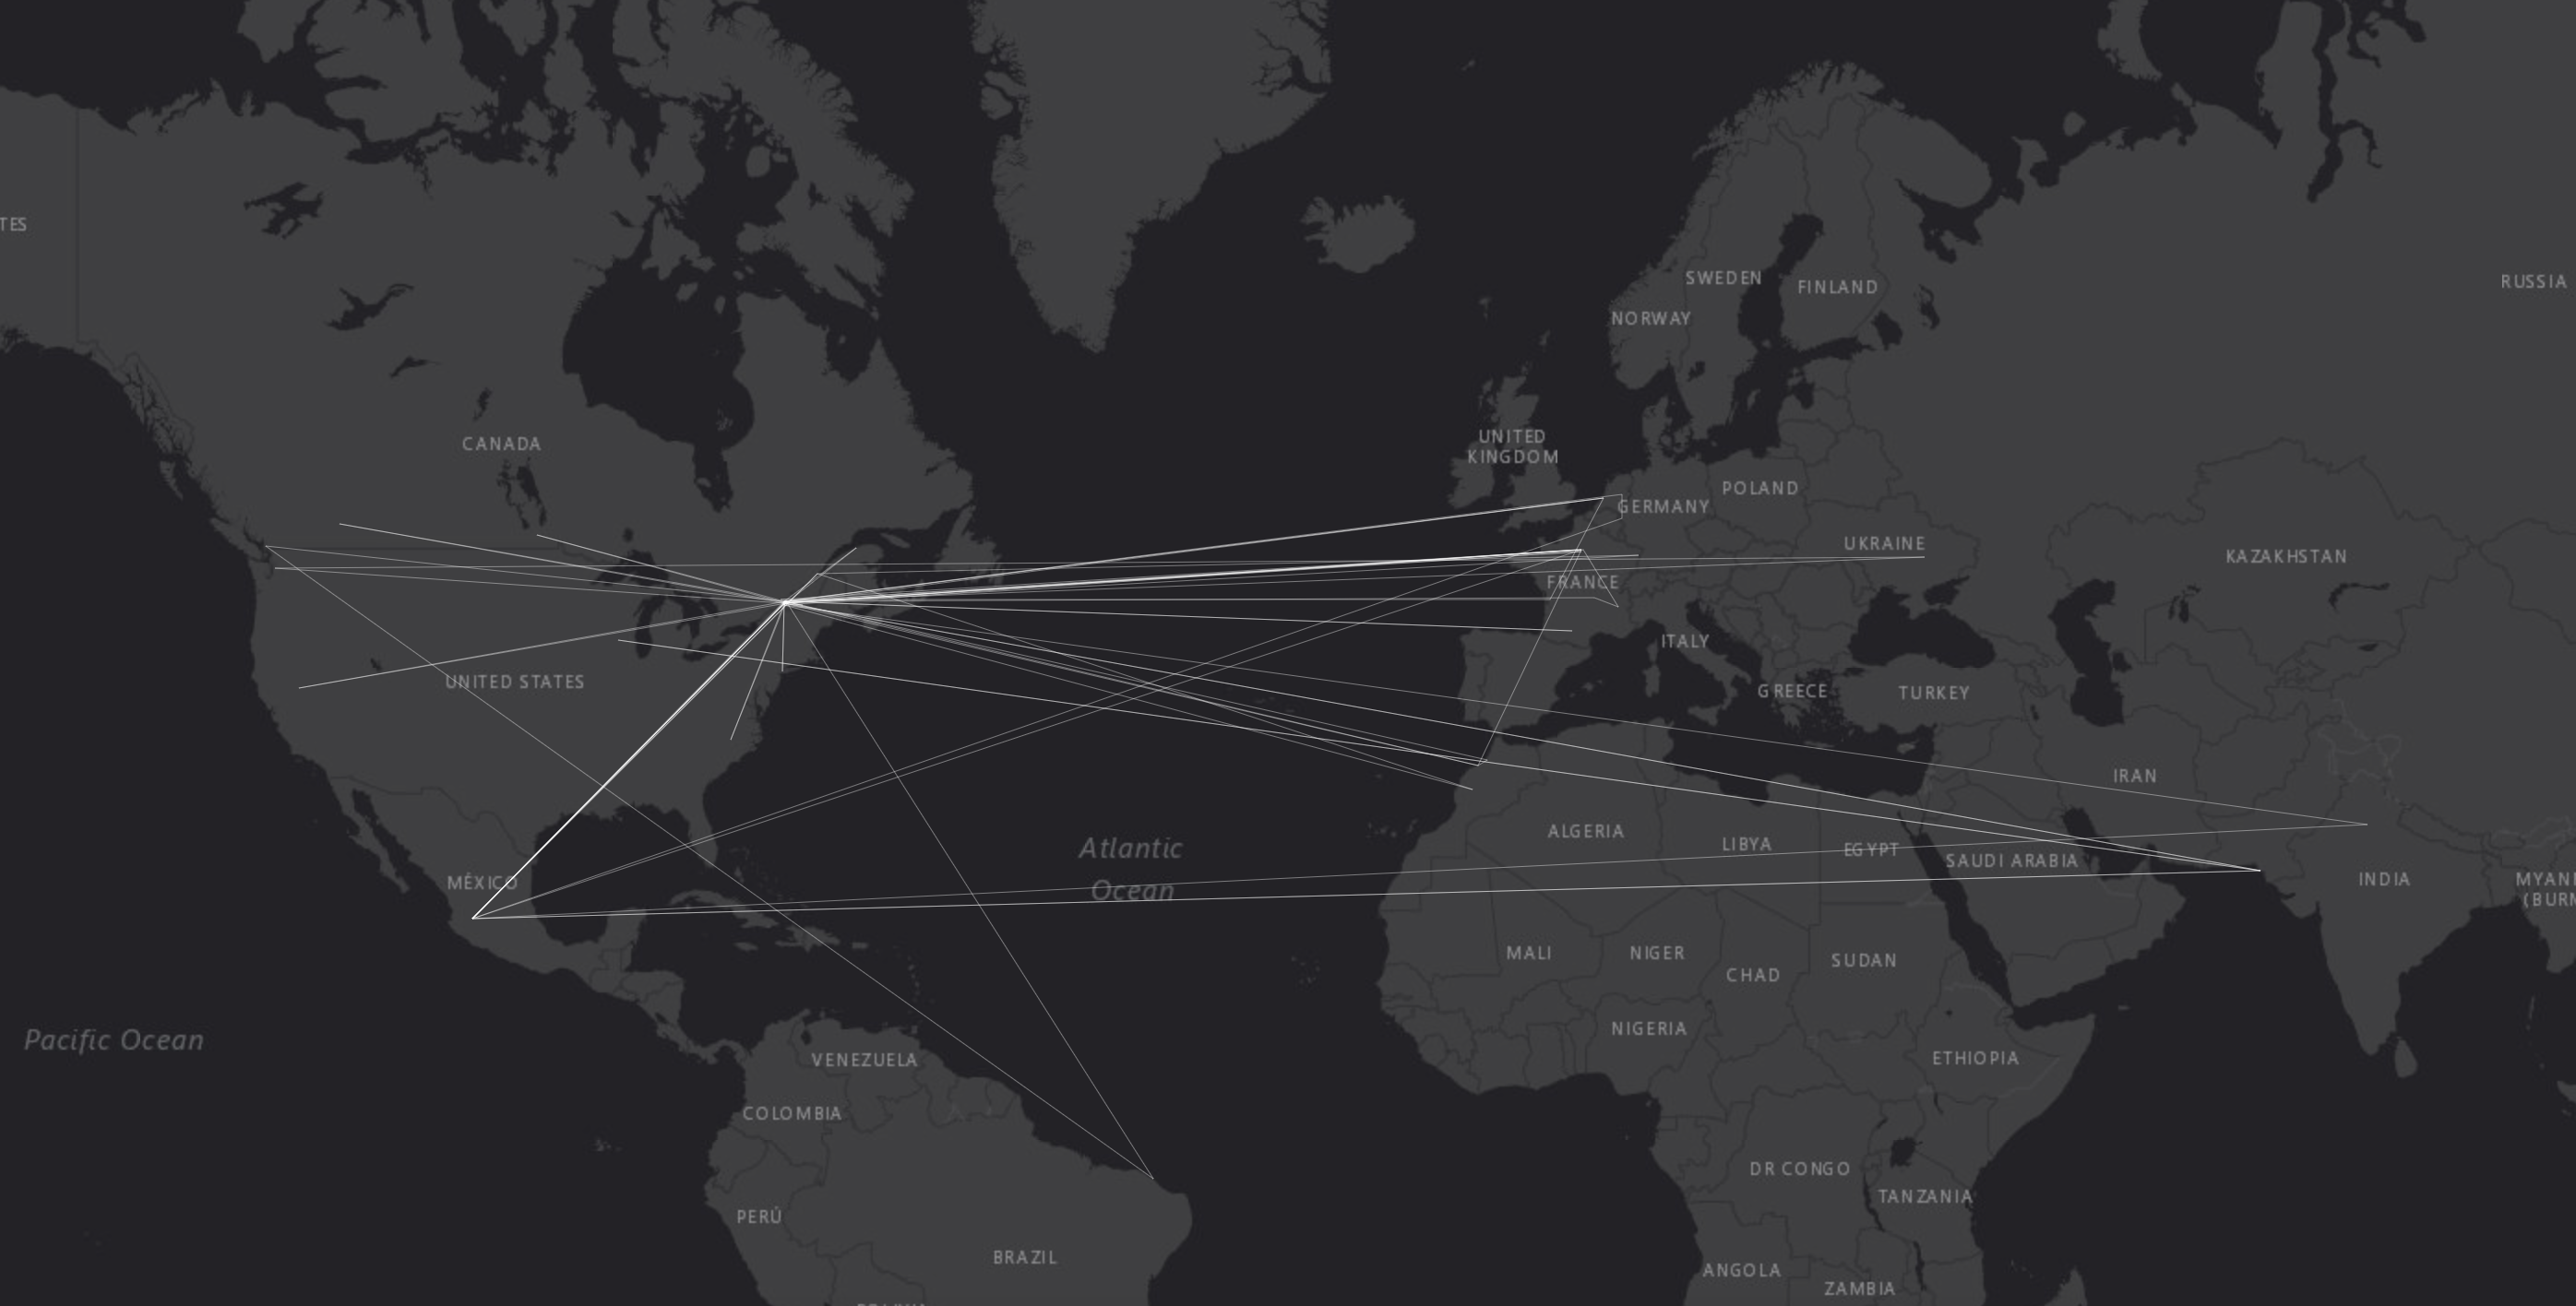 TES
RUSSIA
SWEDEN
FINLAND
NORWAY
CANADA
UNITED
KINGDOM
POLAND
GERMANY
UKRAINE
KAZAKHSTAN
FRANCE
ITALY
UNITED STATES
GREECE
TURKEY
IRAN
ALGERIA
LIBYA
EGYPT
SAUDI ARABIA
Atlantic
Ocean
MÉXICO
INDIA
MYAN
(BURM
MALI
NIGER
SUDAN
CHAD
NIGERIA
Pacific Ocean
VENEZUELA
ETHIOPIA
COLOMBIA
DR CONGO
TANZANIA
PERÚ
BRAZIL
ANGOLA
ZAMBIA